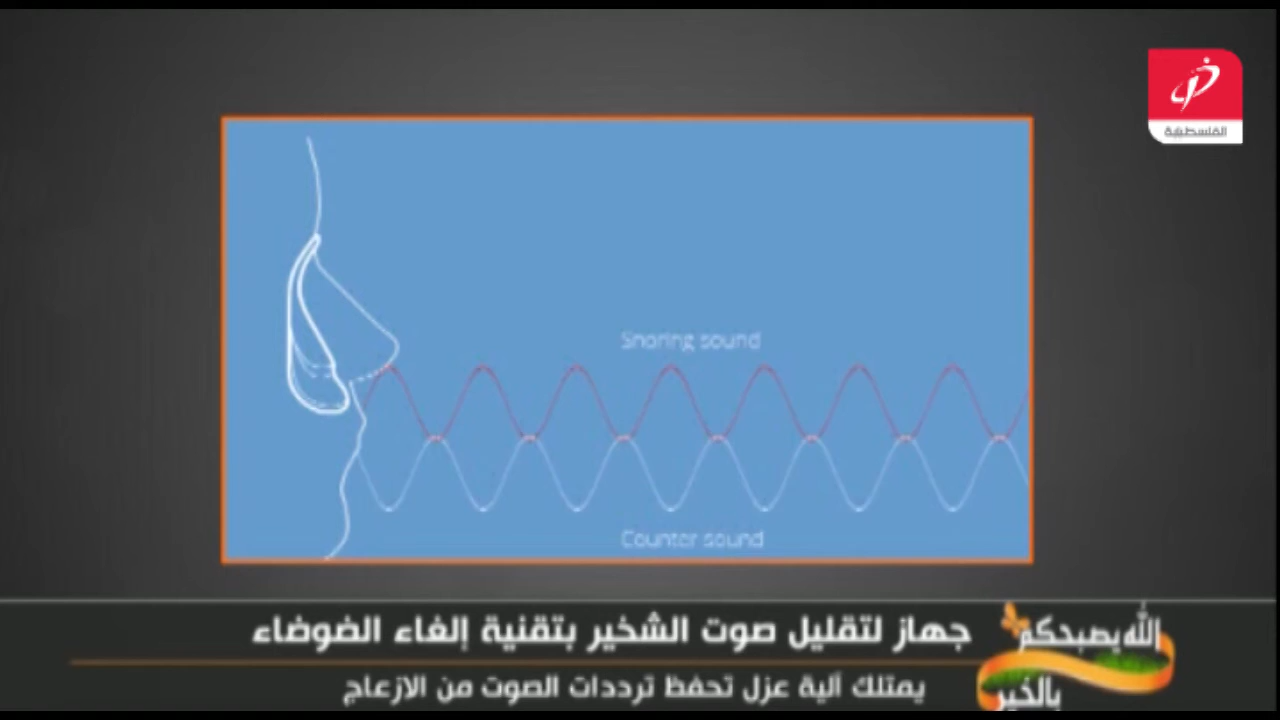 الفلسطينية
Snoring sound
Counter sound
جهاز لتقليل صوت الشخير بتقنية إلغاء الضوضاء
يمتلك آلية عزل تحفظ ترددات الصوت من الازعاج
الله يصبحكم
بالخير